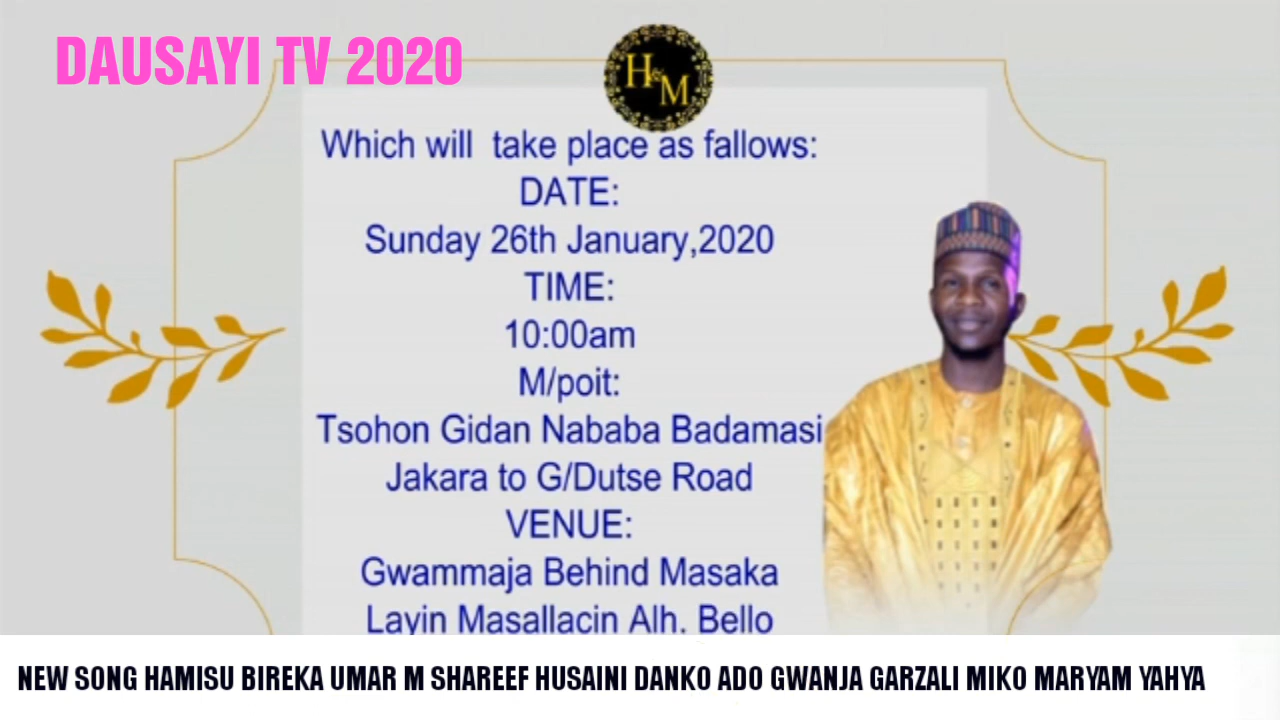 DAUSAYI TV 2020
H&M
Which will take place as fallows:
DATE:
Sunday 26th January,2020
TIME:
10:00am
M/poit:
Tsohon Gidan Nababa Badamasi
Jakara to G/Dutse Road
VENUE:
Gwammaja Behind Masaka
Layin Masallacin Alh. Bello
NEW SONG HAMISU BIREKA UMAR M SHAREEF HUSAINI DANKO ADO GWANJA GARZALI MIKO MARYAM YAHYA